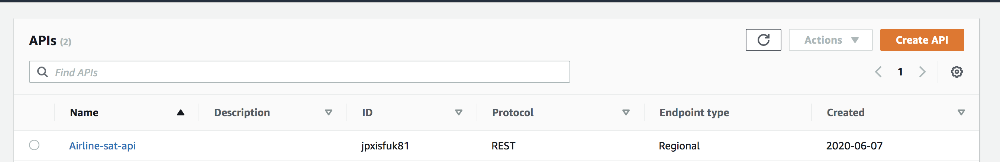 APIs (2)
Actions
Create API
Find APIs
1
Name Description ID Protocol Endpoint type Created
Airline-sat-api jpxisfuk81 REST Regional 2020-06-07